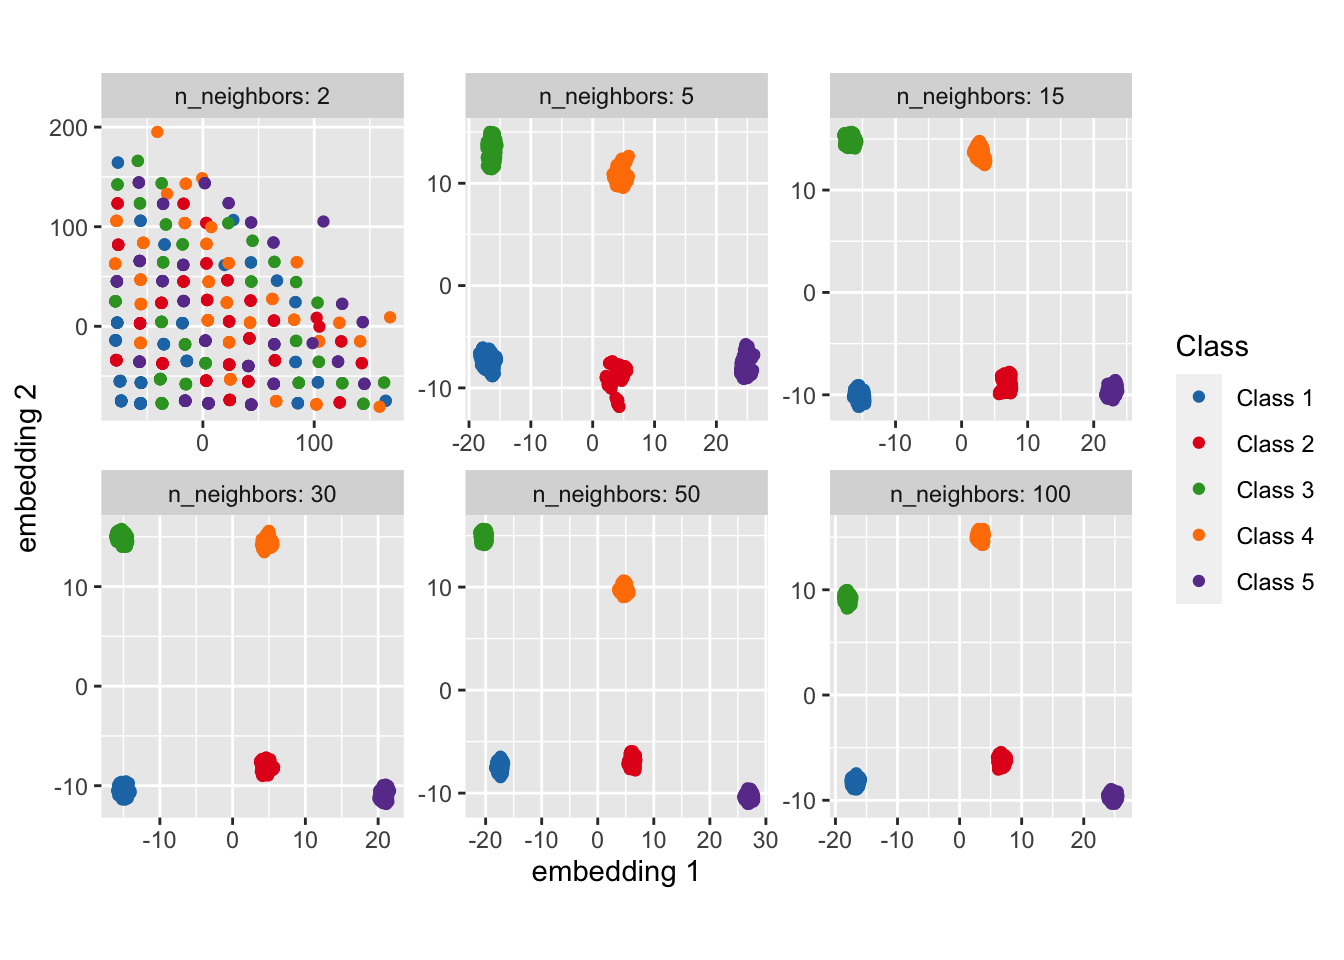 n_neighbors: 2
n_neighbors: 5
n_neighbors: 15
200
100
0
0 100
10
0
-10
-20 -10 0 10 20
10
0
-10
-10 0 10 20
n_neighbors: 30
n_neighbors: 50
n_neighbors: 100
10
0
-10
-10 0 10 20
10
0
-10
-20 -10 0 10 20 30
10
0
-10
-20 -10 0 10 20
embedding 2
embedding 1
Class
Class 1
Class 2
Class 3
Class 4
Class 5